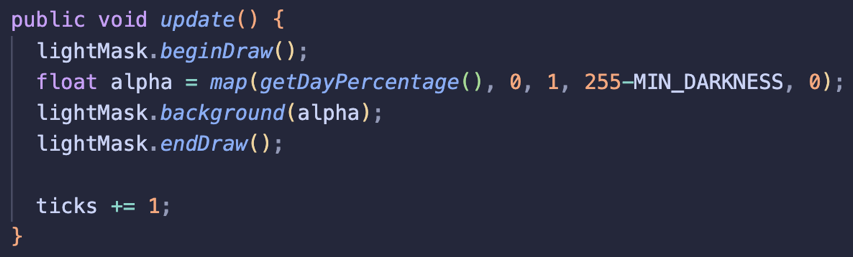 public void update() {
lightMask.beginDraw();
float alpha = map(getDayPercentage(), 0, 1, 255-MIN_DARKNESS, 0);
lightMask.background(alpha);
lightMask.endDraw();
ticks += 1;
}